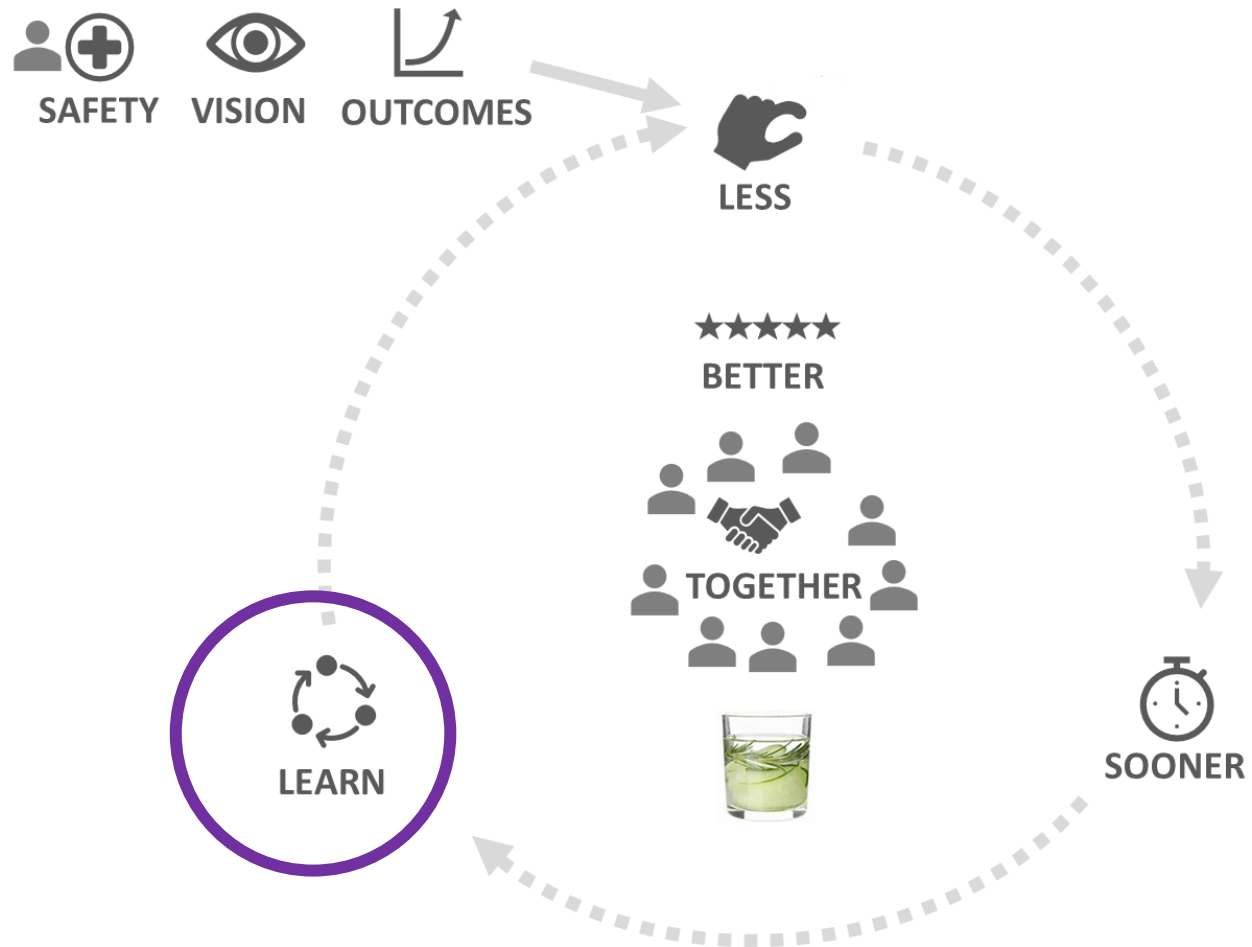 SAFETY VISION OUTCOMES
LESS
BETTER
TOGETHER
LEARN
SOONER